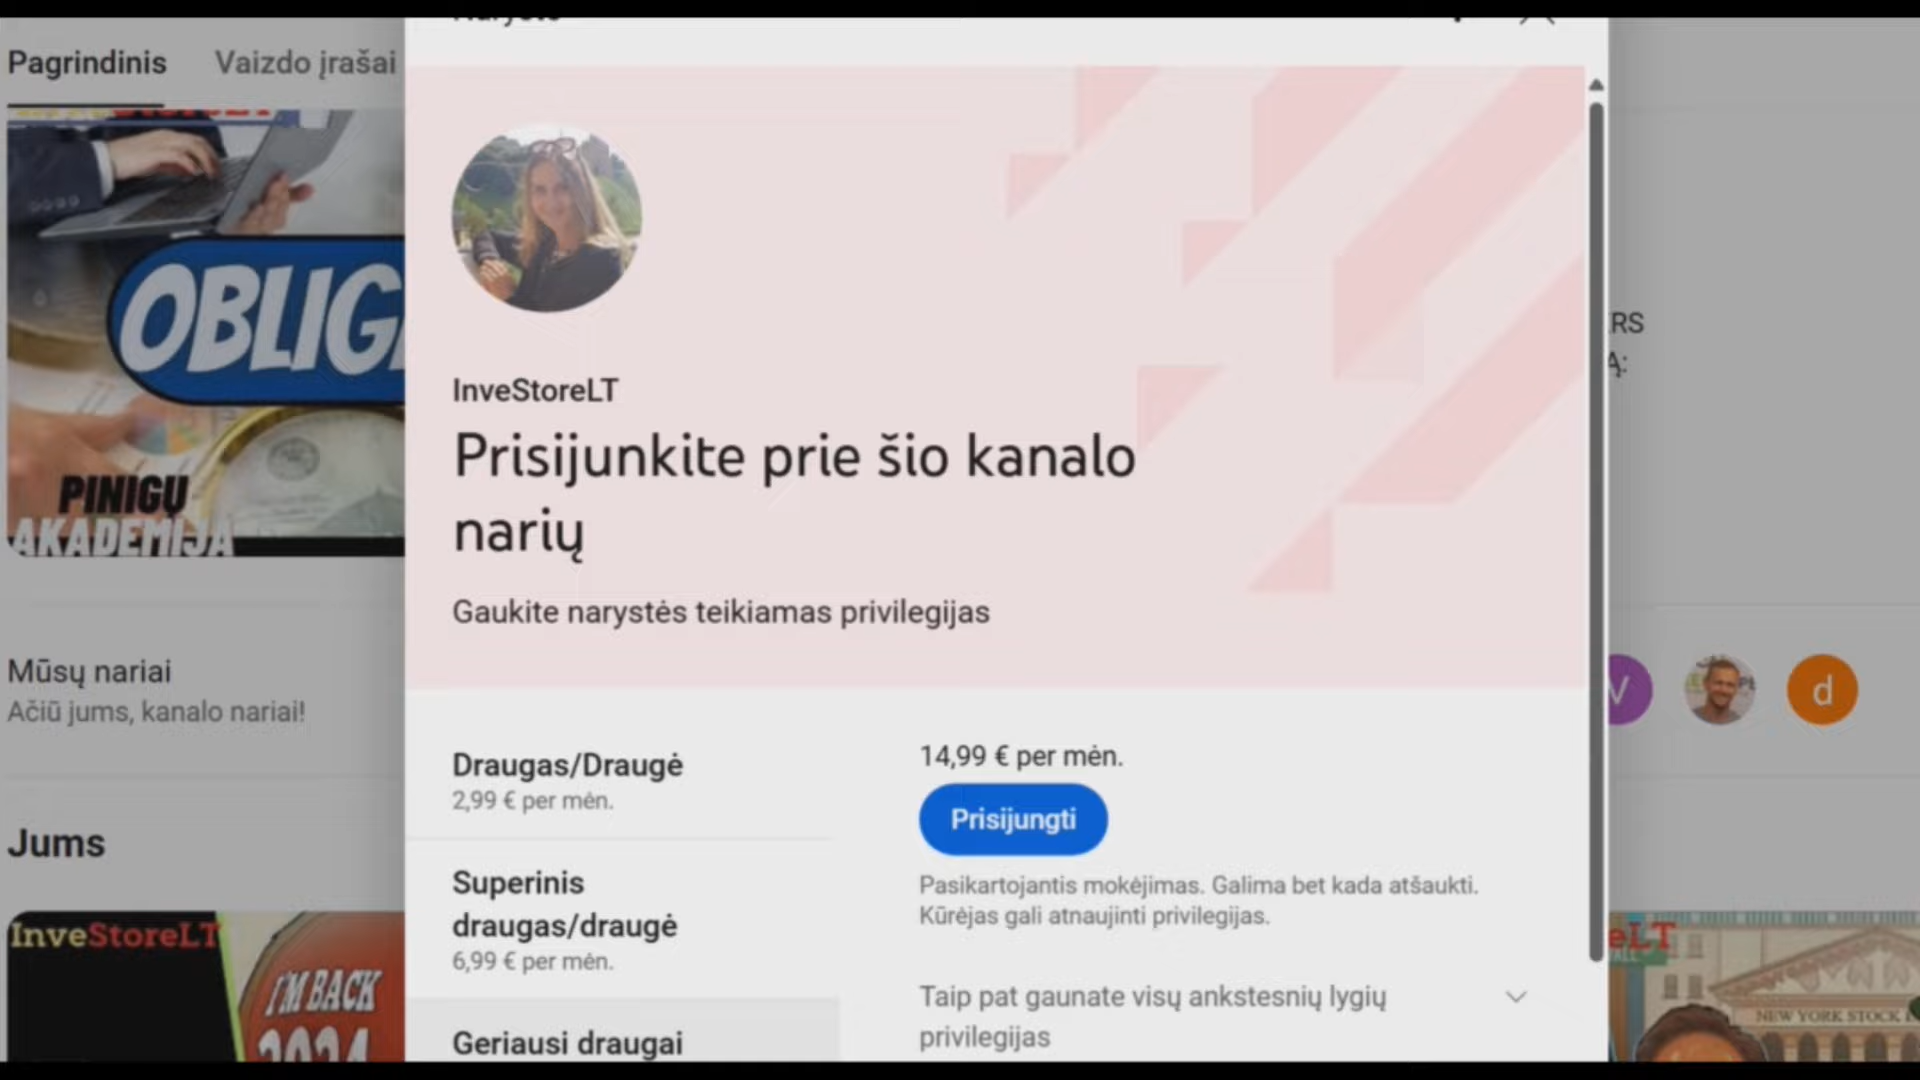 Pagrindinis
Vaizdo įrašai
OBLIG
PINIGŲ
AKADEMIJA
Mūsų nariai
Ačiū jums, kanalo nariai!
Jums
InveStoreLT
I'M BACK
2024
InveStoreLT
Prisijunkite prie šio kanalo
narių
Gaukite narystės teikiamas privilegijas
Draugas/Draugė
2,99 € per mėn.
Superinis
draugas/draugė
6,99 € per mėn.
Geriausi draugai
14,99 € per mėn.
Prisijungti
Pasikartojantis mokėjimas. Galima bet kada atšaukti.
Kūrėjas gali atnaujinti privilegijas.
Taip pat gaunate visų ankstesnių lygių
privilegijas
V
d
eLT
NEW YORK STOCK